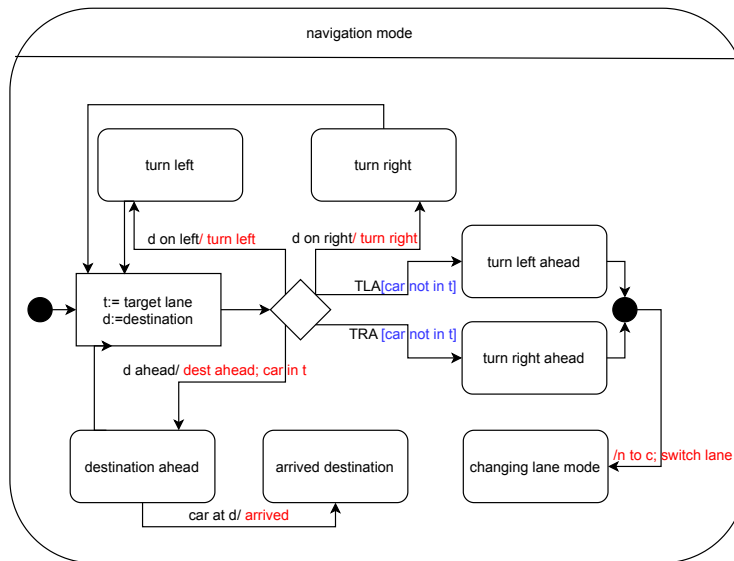 navigation mode
turn left
turn right
d on left/ turn left
d on right/ turn right
turn left ahead
TLA[car not in t]
t:= target lane
d:=destination
TRA [car not in t]
turn right ahead
d ahead/ dest ahead; car in t
destination ahead
arrived destination
changing lane mode
/n to c; switch lane
car at d/ arrived